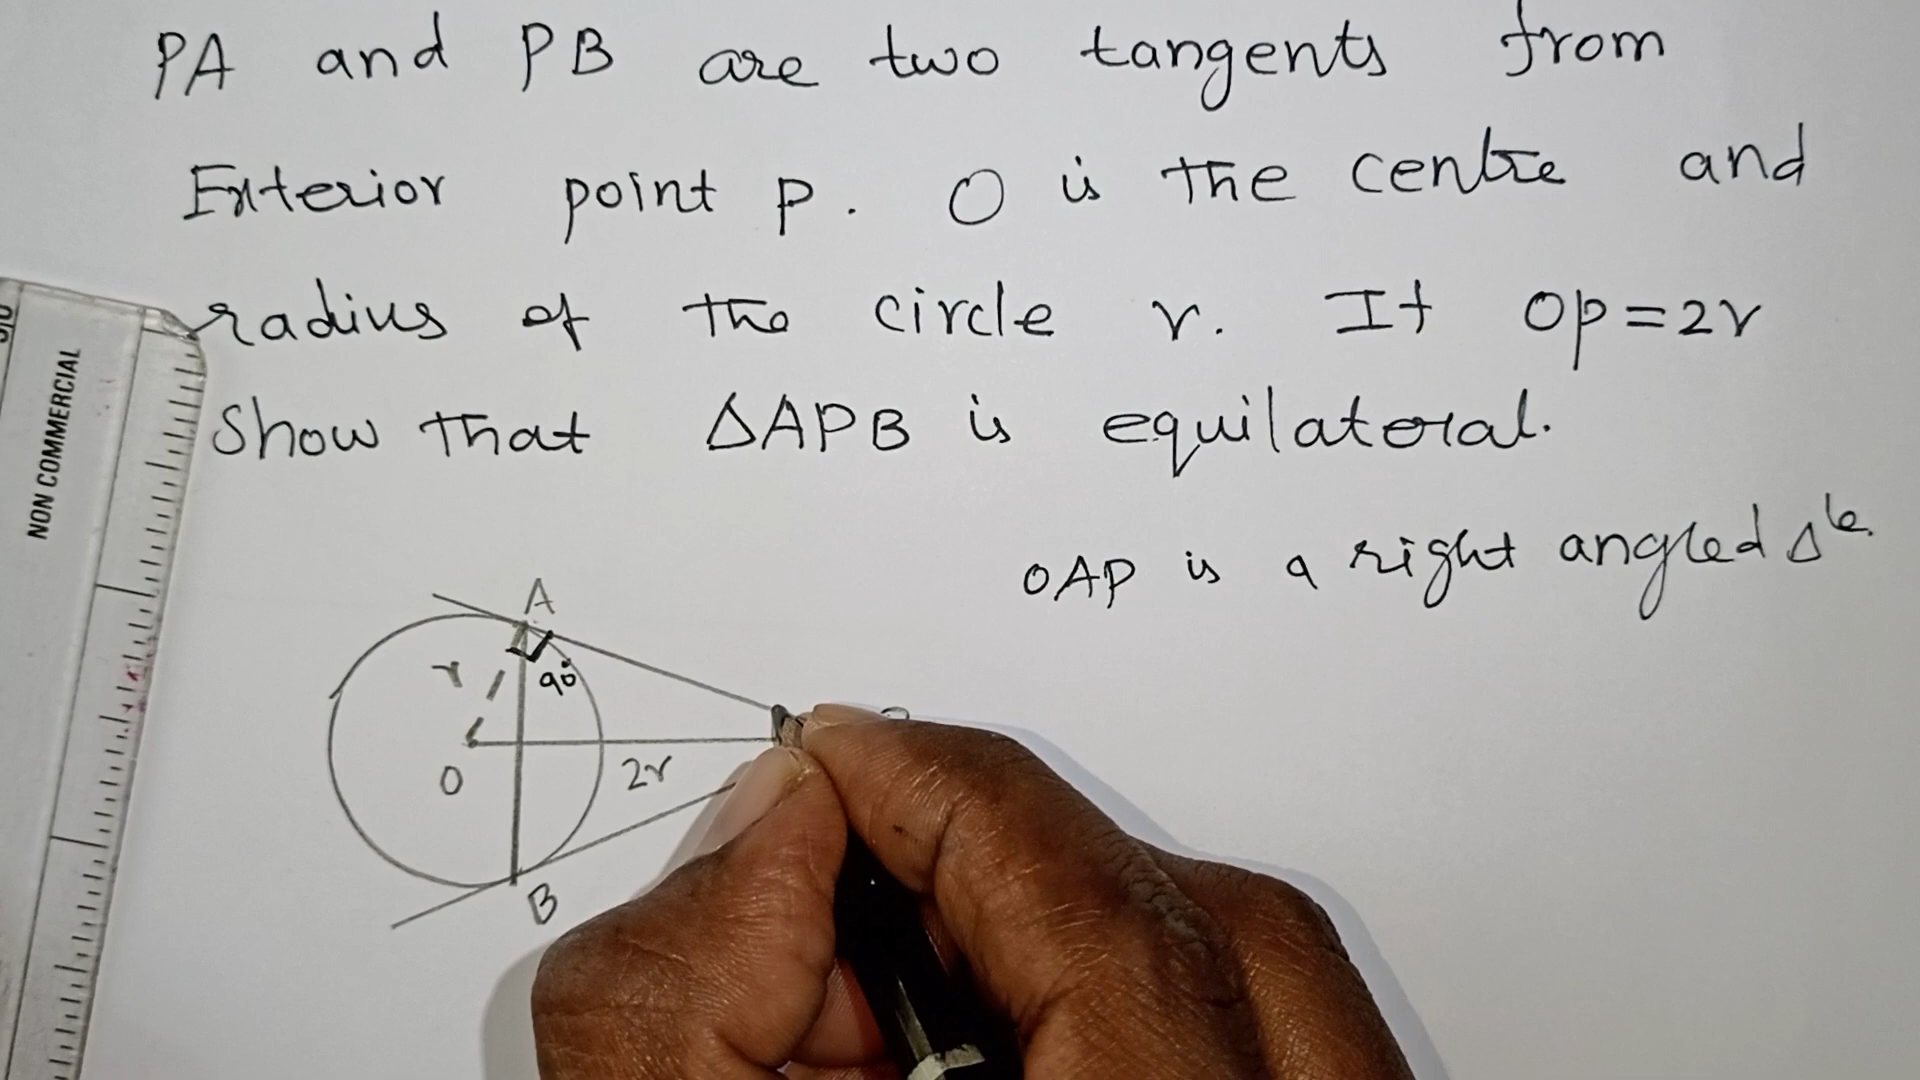 PA and PB are two tangents from
Exterior point P. O is the centre and
radius of the circle r. If OP=2r
Show that ΔAPB is equilateral.
OAP is a right angled Δle.
A
r
90°
O
2r
B
NON COMMERCIAL